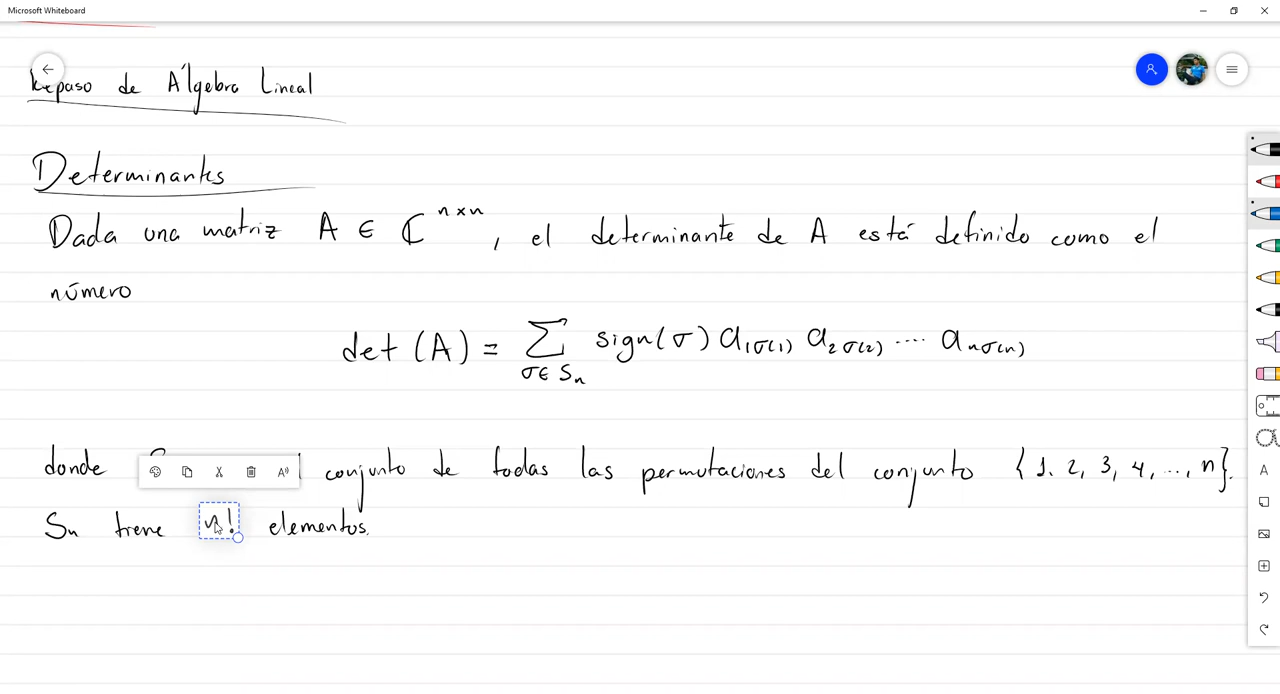 Microsoft Whiteboard
Repaso de Álgebra Lineal
Determinantes
Dada una matriz A ∈ ℂ^{n×n}, el determinante de A está definido como el
número
det (A) = Σ_{σ∈ S_n} sign(σ) a_{1σ(1)} a_{2σ(2)} ···· a_{nσ(n)}
donde conjunto de todas las permutaciones del conjunto {1. 2, 3, 4, ..., n}.
Sn tiene n! elementos.
A